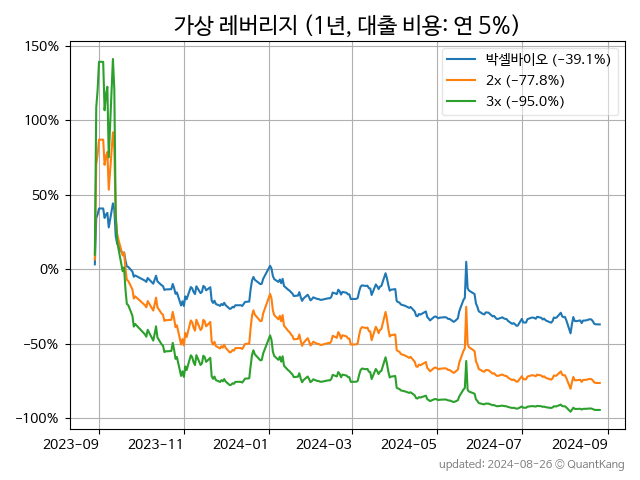 가상 레버리지 (1년, 대출 비용: 연 5%)
박셀바이오 (-39.1%)
2x (-77.8%)
3x (-95.0%)
150%
100%
50%
0%
−50%
−100%
2023-09 2023-11 2024-01 2024-03 2024-05 2024-07 2024-09
updated: 2024-08-26 © QuantKang